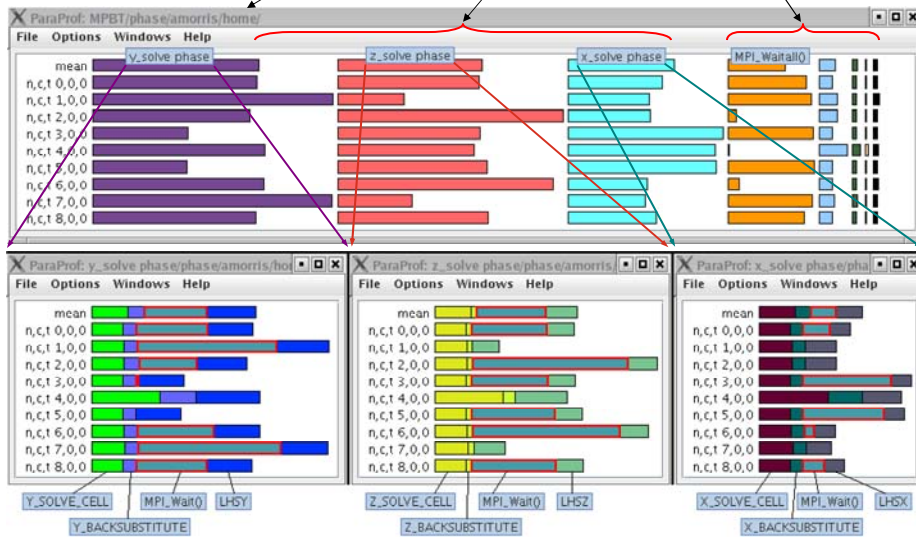 ParaProf: MPBT/phase/amorris/home/
File Options Windows Help
y_solve phase z_solve phase x_solve phase MPI_Waitall()
mean
n,c,t 0,0,0
n,c,t 1,0,0
n,c,t 2,0,0
n,c,t 3,0,0
n,c,t 4,0,0
n,c,t 5,0,0
n,c,t 6,0,0
n,c,t 7,0,0
n,c,t 8,0,0
ParaProf: y_solve phase/phase/amorris/ho
File Options Windows Help
mean
n,c,t 0,0,0
n,c,t 1,0,0
n,c,t 2,0,0
n,c,t 3,0,0
n,c,t 4,0,0
n,c,t 5,0,0
n,c,t 6,0,0
n,c,t 7,0,0
n,c,t 8,0,0
Y_SOLVE_CELL MPI_Wait() LHSY
Y_BACKSUBSTITUTE
ParaProf: z_solve phase/phase/amorris/
File Options Windows Help
mean
n,c,t 0,0,0
n,c,t 1,0,0
n,c,t 2,0,0
n,c,t 3,0,0
n,c,t 4,0,0
n,c,t 5,0,0
n,c,t 6,0,0
n,c,t 7,0,0
n,c,t 8,0,0
Z_SOLVE_CELL MPI_Wait() LHSZ
Z_BACKSUBSTITUTE
ParaProf: x_solve phase/pha
File Options Windows Help
mean
n,c,t 0,0,0
n,c,t 1,0,0
n,c,t 2,0,0
n,c,t 3,0,0
n,c,t 4,0,0
n,c,t 5,0,0
n,c,t 6,0,0
n,c,t 7,0,0
n,c,t 8,0,0
X_SOLVE_CELL MPI_Wait() LHSX
X_BACKSUBSTITUTE